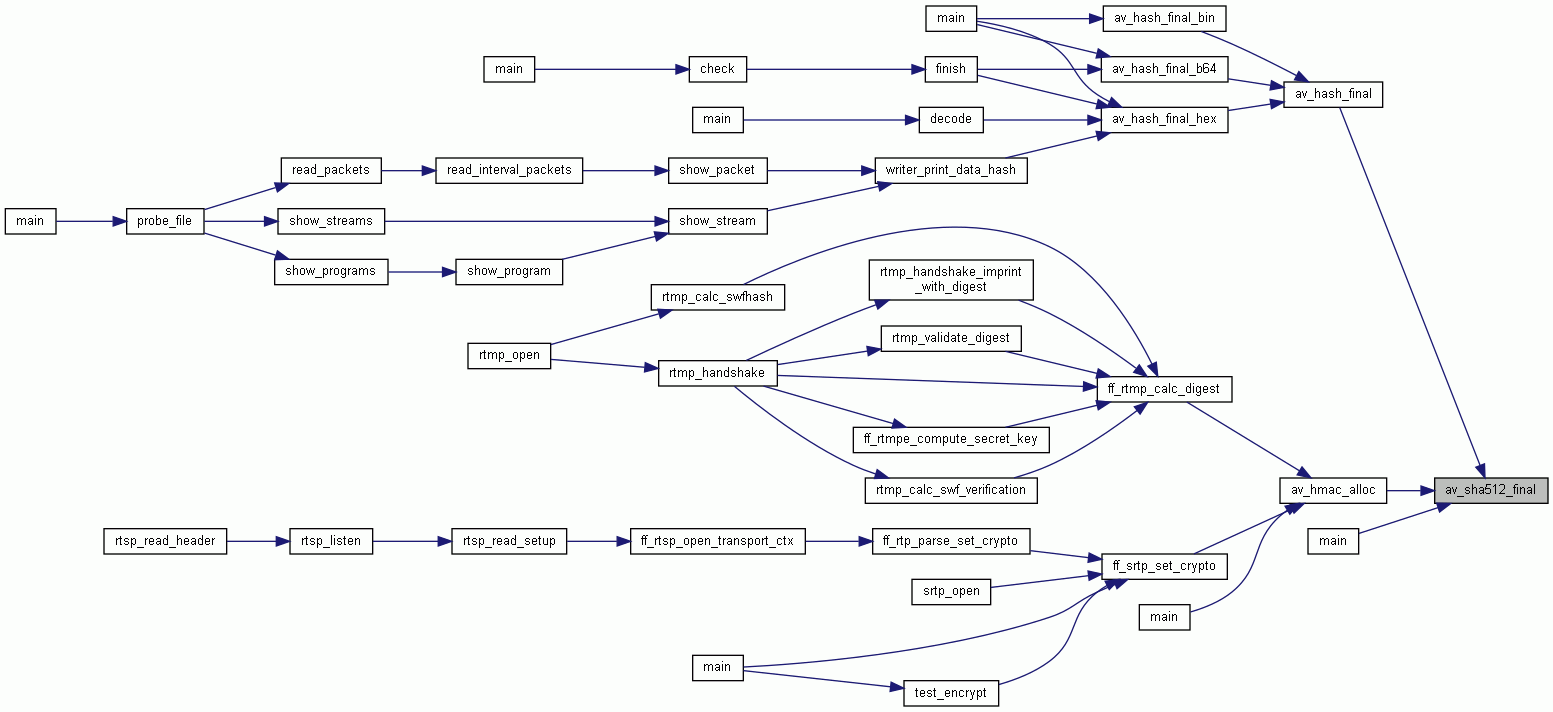 main
av_hash_final_bin
main
check
finish
av_hash_final_b64
av_hash_final
main
decode
av_hash_final_hex
read_packets
read_interval_packets
show_packet
writer_print_data_hash
main
probe_file
show_streams
show_stream
show_programs
show_program
rtmp_handshake_imprint
_with_digest
rtmp_calc_swfhash
rtmp_validate_digest
rtmp_open
rtmp_handshake
ff_rtmp_calc_digest
ff_rtmpe_compute_secret_key
rtmp_calc_swf_verification
av_hmac_alloc
av_sha512_final
rtsp_read_header
rtsp_listen
rtsp_read_setup
ff_rtsp_open_transport_ctx
ff_rtp_parse_set_crypto
main
ff_srtp_set_crypto
srtp_open
main
main
test_encrypt